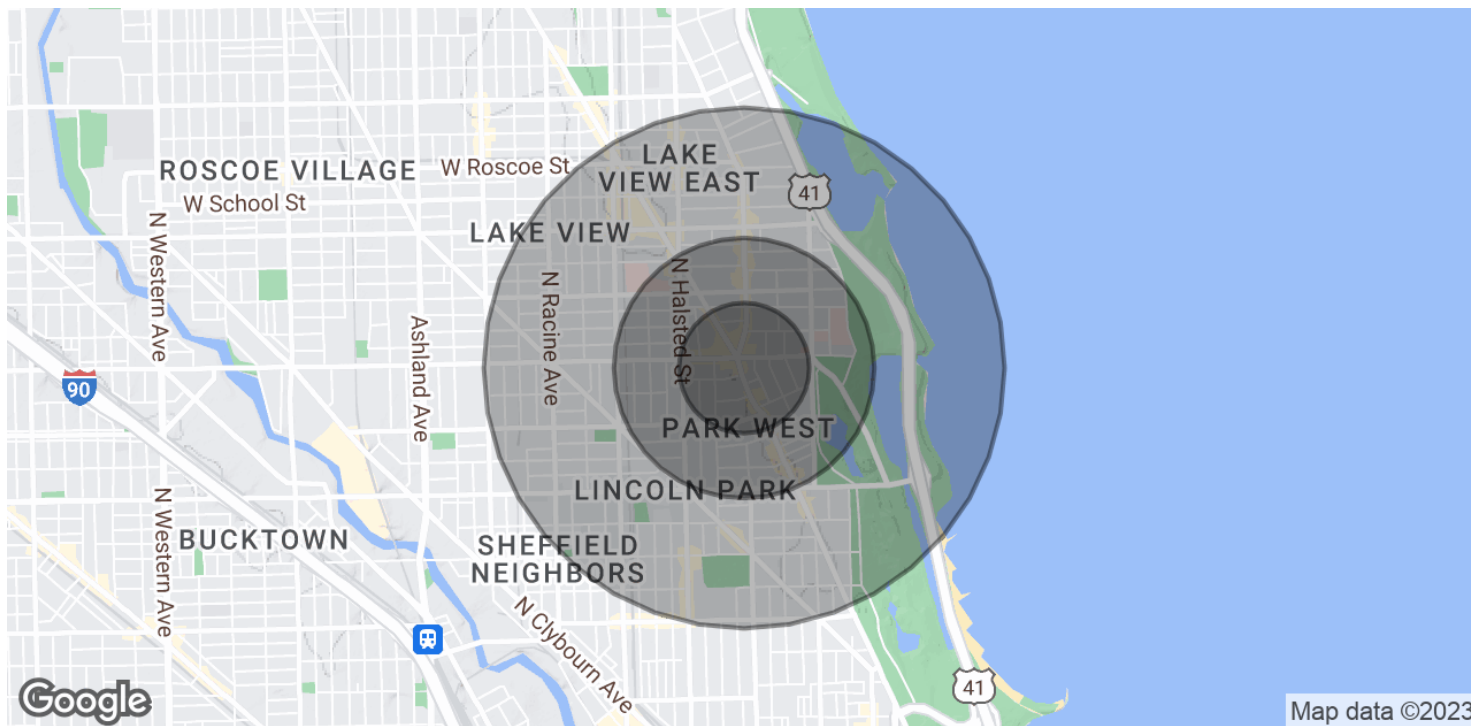 LAKE
VIEW EAST
ROSCOE VILLAGE
W Roscoe St
41
W School St
LAKE VIEW
N Western Ave
N Racine Ave
N Halsted St
Ashland Ave
90
PARK WEST
LINCOLN PARK
N Western Ave
BUCKTOWN
SHEFFIELD
NEIGHBORS
N Clybourn Ave
41
Google
Map data ©2023